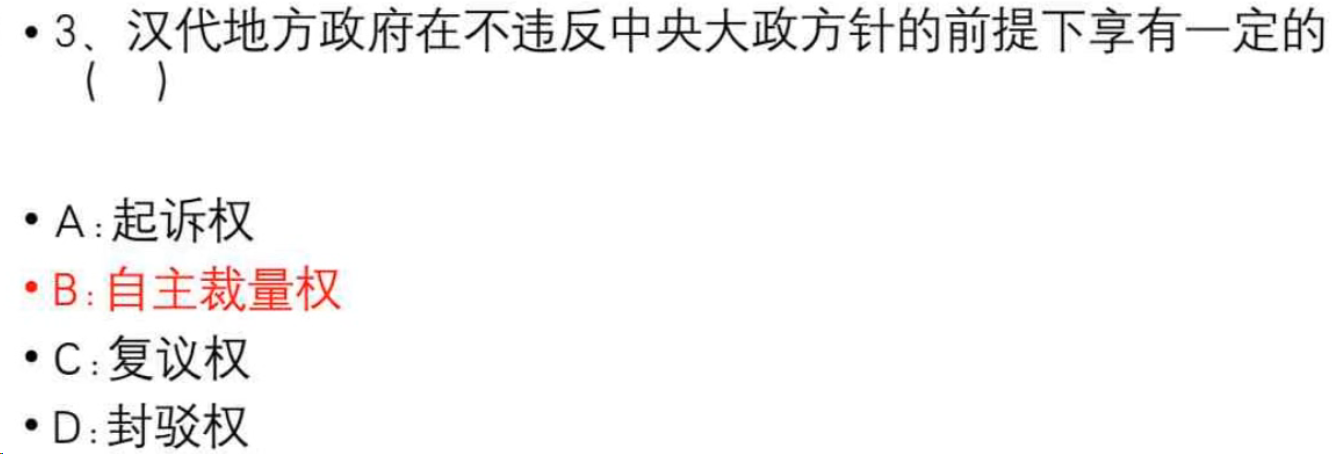 • 3、汉代地方政府在不违反中央大政方针的前提下享有一定的
( )
• A:起诉权
• B:自主裁量权
• C:复议权
• D:封驳权